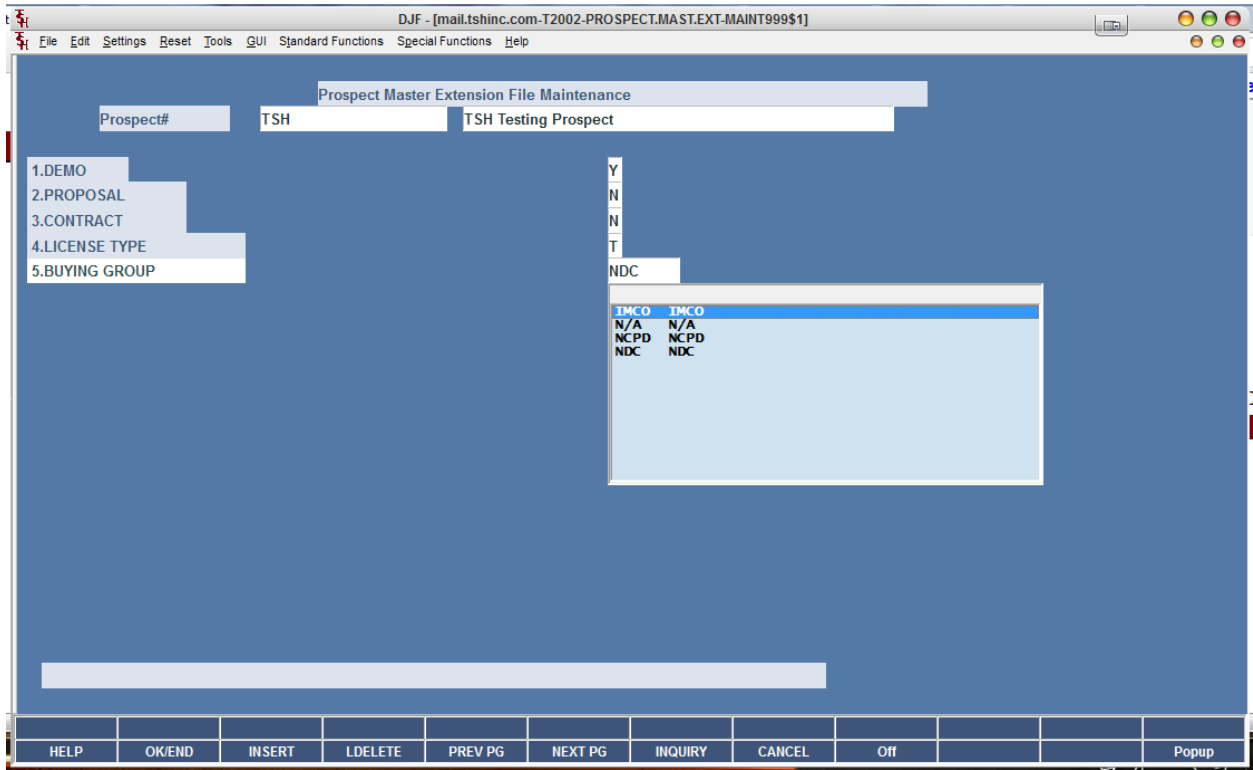 DJF - [mail.tshinc.com-T2002-PROSPECT.MAST.EXT-MAINT999$1]
File Edit Settings Reset Tools GUI Standard Functions Special Functions Help
Prospect Master Extension File Maintenance
Prospect# TSH TSH Testing Prospect
1.DEMO Y
2.PROPOSAL N
3.CONTRACT N
4.LICENSE TYPE T
5.BUYING GROUP NDC
IMCO IMCO
N/A N/A
NCPD NCPD
NDC NDC
HELP OK/END INSERT LDELETE PREV PG NEXT PG INQUIRY CANCEL Off Popup